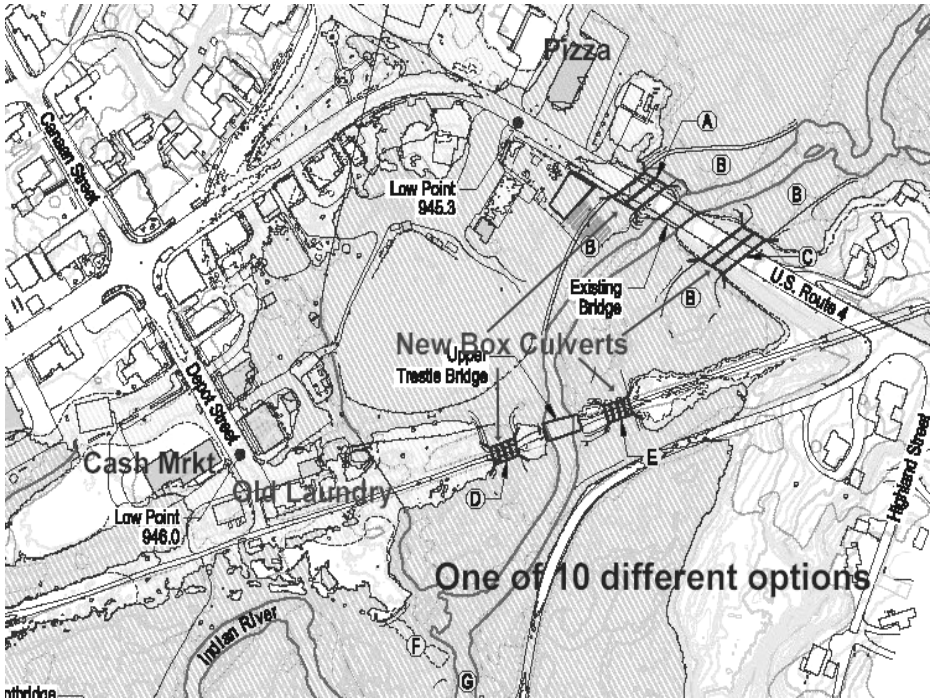 Pizza
Canaan Street
A
B
Low Point
945.3
B
B
C
Existing
Bridge
B
U.S. Route 4
New Box Culverts
Upper
Trestle Bridge
Depot Street
Cash Mrkt
Old Laundry
E
D
Highland Street
Low Point
946.0
One of 10 different options
Indian River
F
G